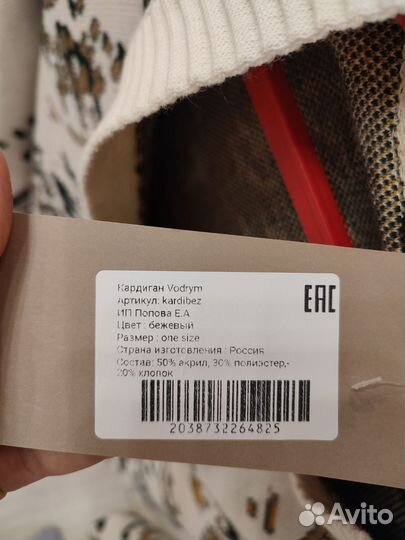 Кардиган Vodrym
Артикул: kardibez
ИП Попова Е.А
Цвет : бежевый
Размер : one size
Страна изготовления : Россия
Состав: 50% акрил, 30% полиэстер,-
20% хлопок
2038732264825
EAC
Avito